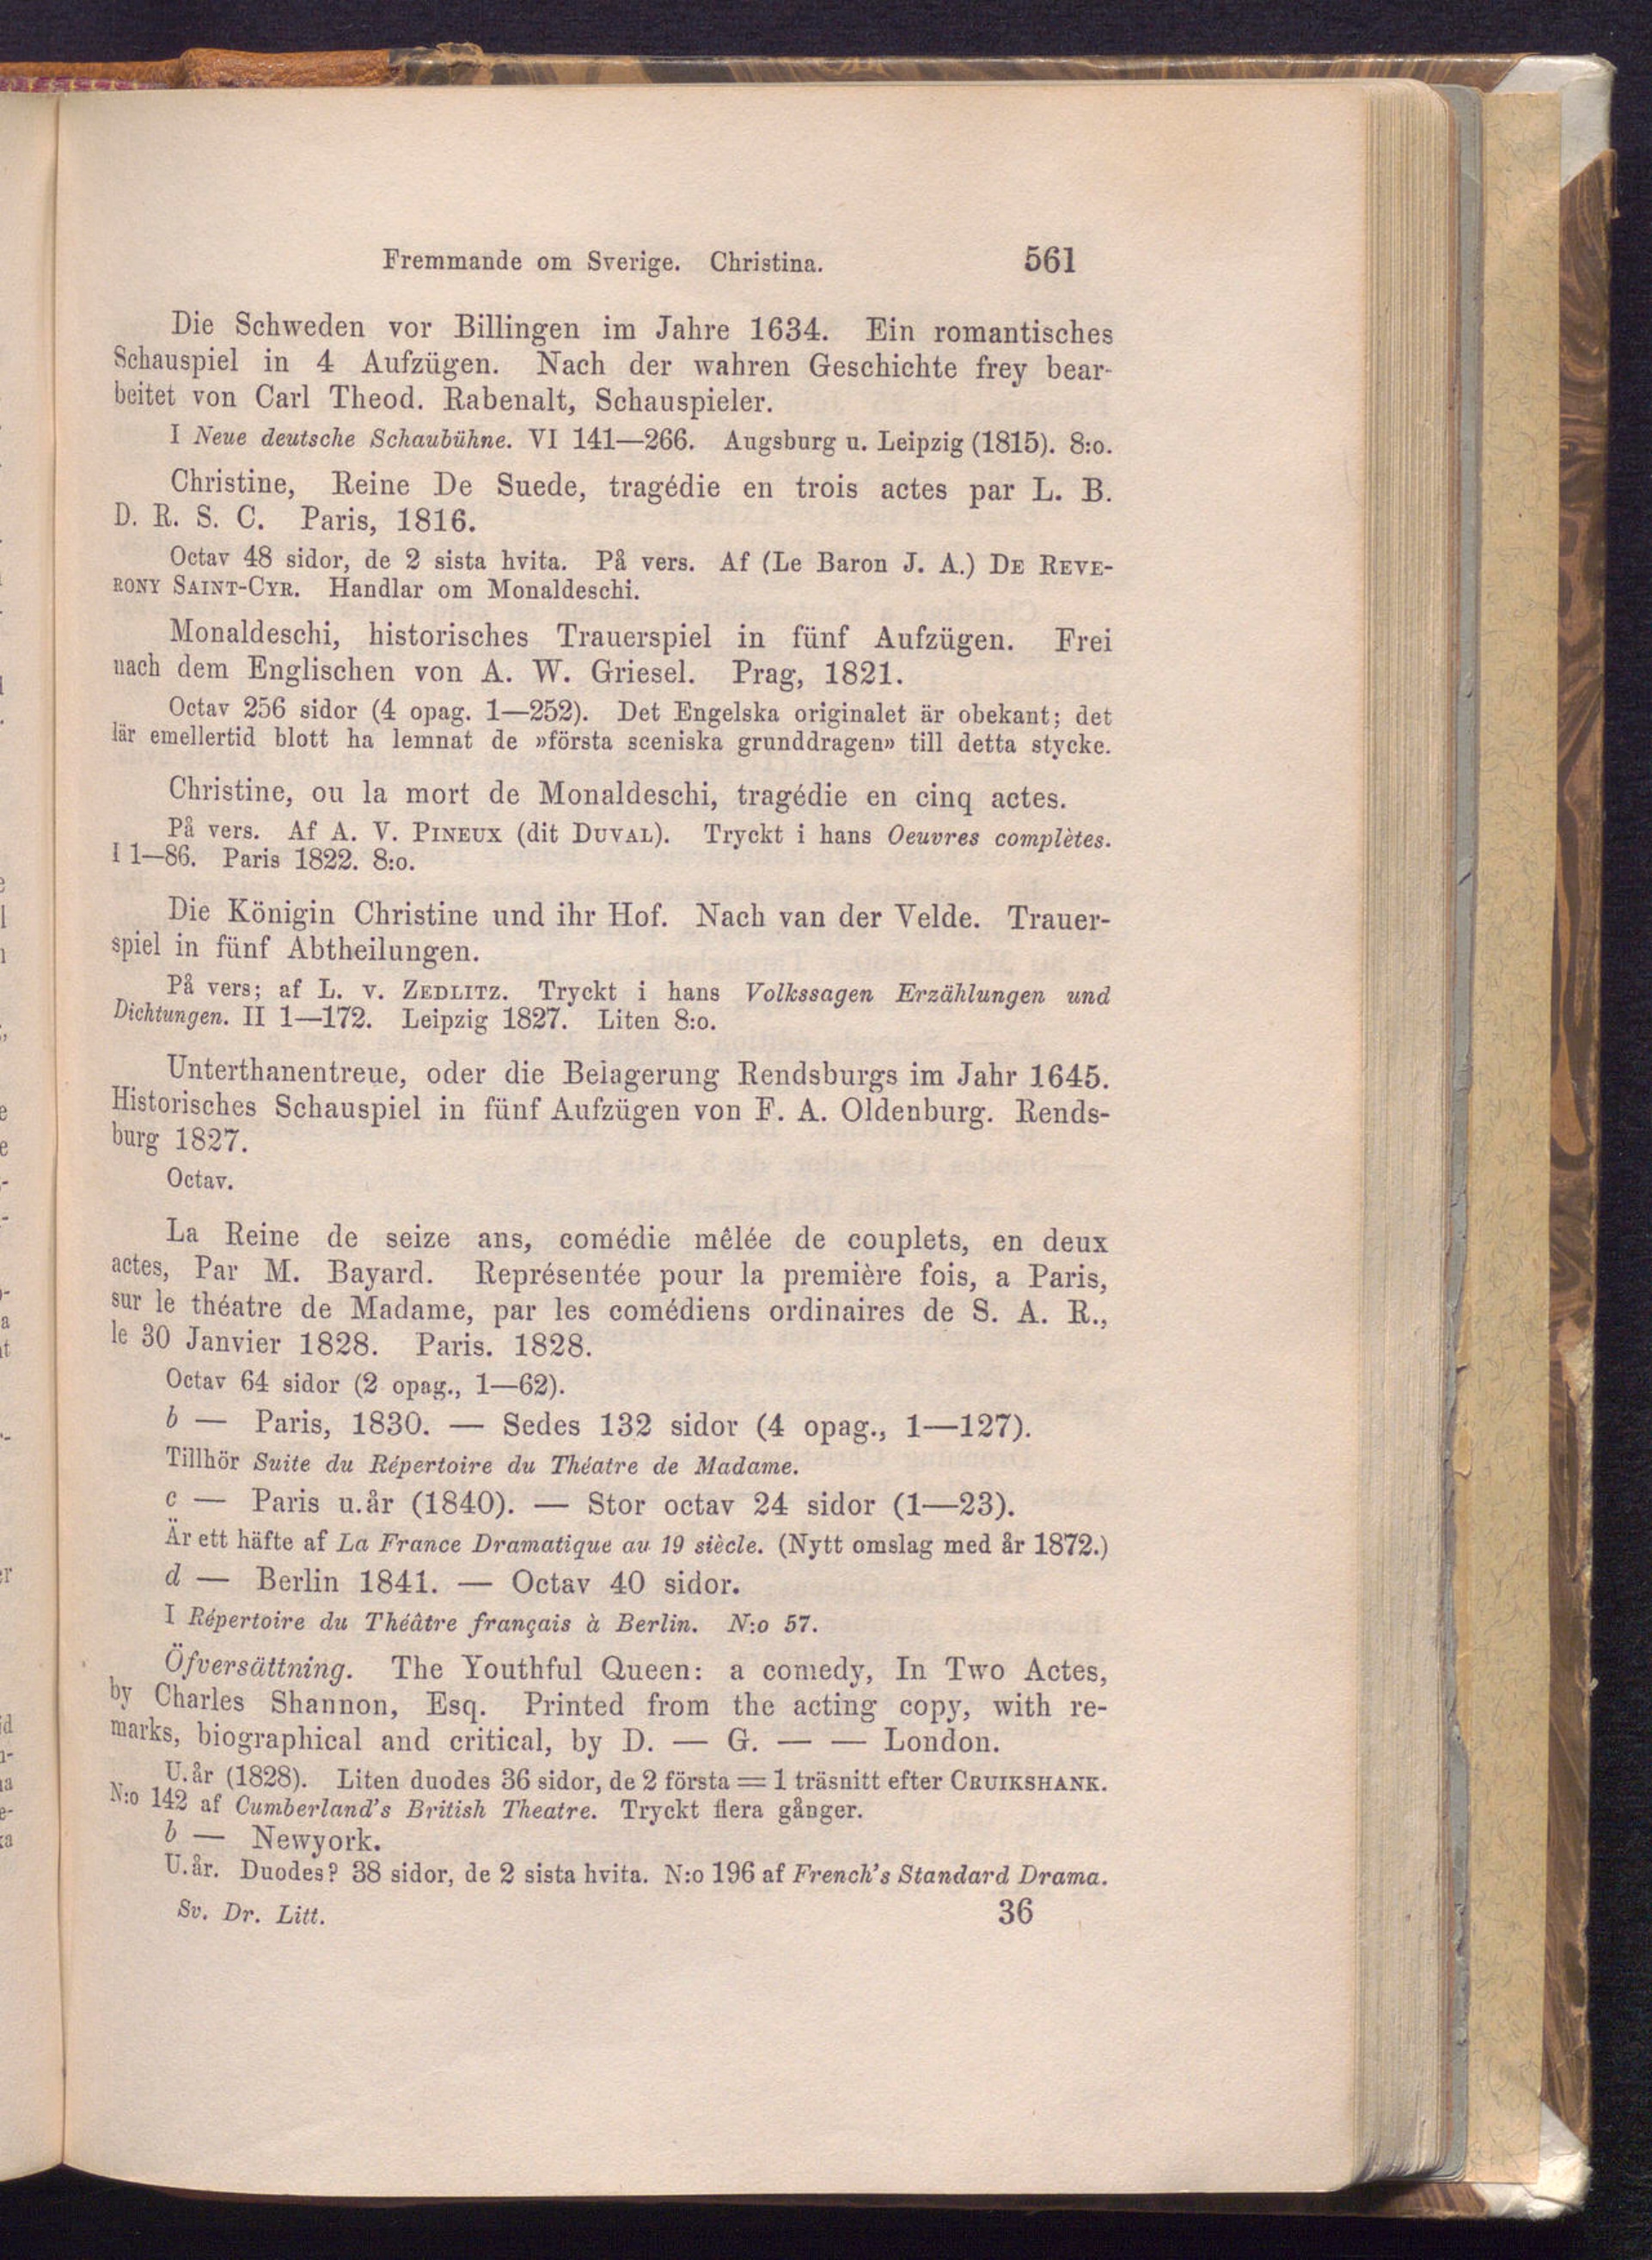 Fremmande om Sverige. Christina. 561
Die Schweden vor Billingen im Jahre 1634. Ein romantisches
Schauspiel in 4 Aufzügen. Nach der wahren Geschichte frey bear-
beitet von Carl Theod. Rabenalt, Schauspieler.
I Neue deutsche Schaubühne. VI 141—266. Augsburg u. Leipzig (1815). 8:o.
Christine, Reine De Suede, tragédie en trois actes par L. B.
D. R. S. C. Paris, 1816.
Octav 48 sidor, de 2 sista hvita. På vers. Af (Le Baron J. A.) DE REVE-
RONY SAINT-CYR. Handlar om Monaldeschi.
Monaldeschi, historisches Trauerspiel in fünf Aufzügen. Frei
nach dem Englischen von A. W. Griesel. Prag, 1821.
Octav 256 sidor (4 opag. 1—252). Det Engelska originalet är obekant; det
lär emellertid blott ha lemnat de »första sceniska grunddragen» till detta stycke.
Christine, ou la mort de Monaldeschi, tragédie en cinq actes.
På vers. Af A. V. PINEUX (dit DUVAL). Tryckt i hans Oeuvres complètes.
I 1—86. Paris 1822. 8:o.
Die Königin Christine und ihr Hof. Nach van der Velde. Trauer-
spiel in fünf Abtheilungen.
På vers; af L. v. ZEDLITZ. Tryckt i hans Volkssagen Erzählungen und
Dichtungen. II 1—172. Leipzig 1827. Liten 8:o.
Unterthanentreue, oder die Belagerung Rendsburgs im Jahr 1645.
Historisches Schauspiel in fünf Aufzügen von F. A. Oldenburg. Rends-
burg 1827.
Octav.
La Reine de seize ans, comédie mêlée de couplets, en deux
actes, Par M. Bayard. Représentée pour la première fois, a Paris,
sur le théatre de Madame, par les comédiens ordinaires de S. A. R.,
le 30 Janvier 1828. Paris. 1828.
Octav 64 sidor (2 opag., 1—62).
b — Paris, 1830. — Sedes 132 sidor (4 opag., 1—127).
Tillhör Suite du Répertoire du Théatre de Madame.
c — Paris u.år (1840). — Stor octav 24 sidor (1—23).
Är ett häfte af La France Dramatique au 19 siècle. (Nytt omslag med år 1872.)
d — Berlin 1841. — Octav 40 sidor.
I Répertoire du Théâtre français à Berlin. N:o 57.
Öfversättning. The Youthful Queen: a comedy, In Two Actes,
by Charles Shannon, Esq. Printed from the acting copy, with re-
marks, biographical and critical, by D. — G. — — London.
U.år (1828). Liten duodes 36 sidor, de 2 första = 1 träsnitt efter CRUIKSHANK.
N:o 142 af Cumberland's British Theatre. Tryckt flera gånger.
b — Newyork.
U.år. Duodes? 38 sidor, de 2 sista hvita. N:o 196 af French's Standard Drama.
Sv. Dr. Litt. 36